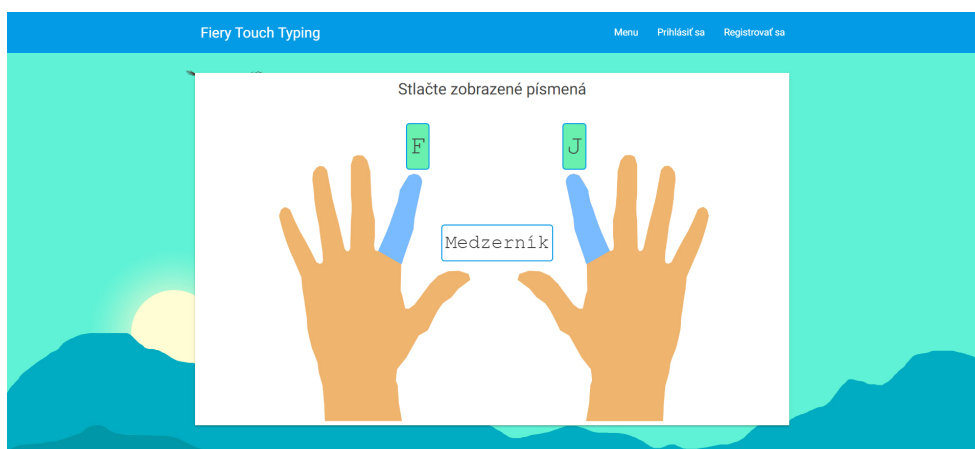 Fiery Touch Typing
Menu Prihlásiť sa Registrovať sa
Stlačte zobrazené písmená
F J
Medzerník